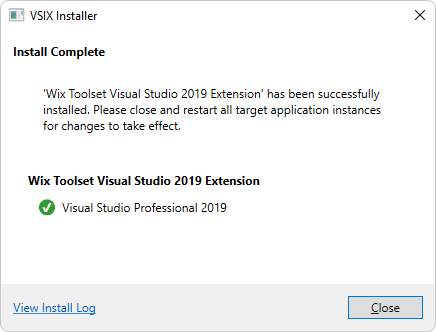 VSIX Installer
Install Complete
'Wix Toolset Visual Studio 2019 Extension' has been successfully
installed. Please close and restart all target application instances
for changes to take effect.
Wix Toolset Visual Studio 2019 Extension
Visual Studio Professional 2019
View Install Log
Close